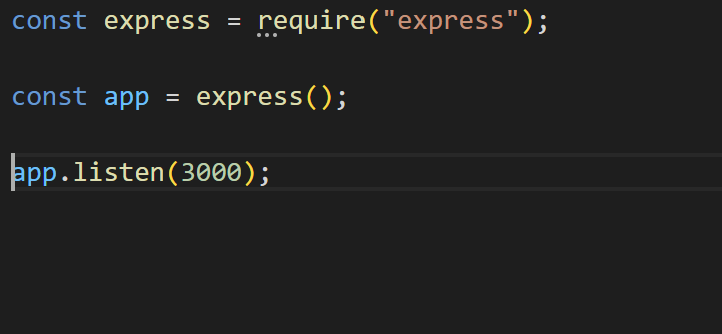 const express = require("express");
const app = express();
app.listen(3000);